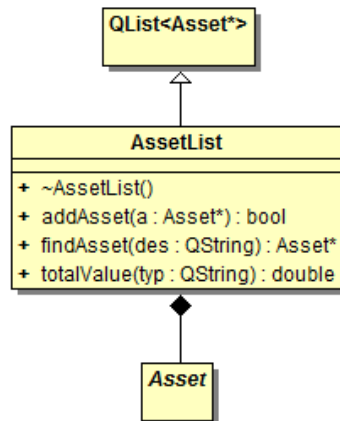 QList<Asset*>
AssetList
+ ~AssetList()
+ addAsset(a : Asset*) : bool
+ findAsset(des : QString) : Asset*
+ totalValue(typ : QString) : double
Asset